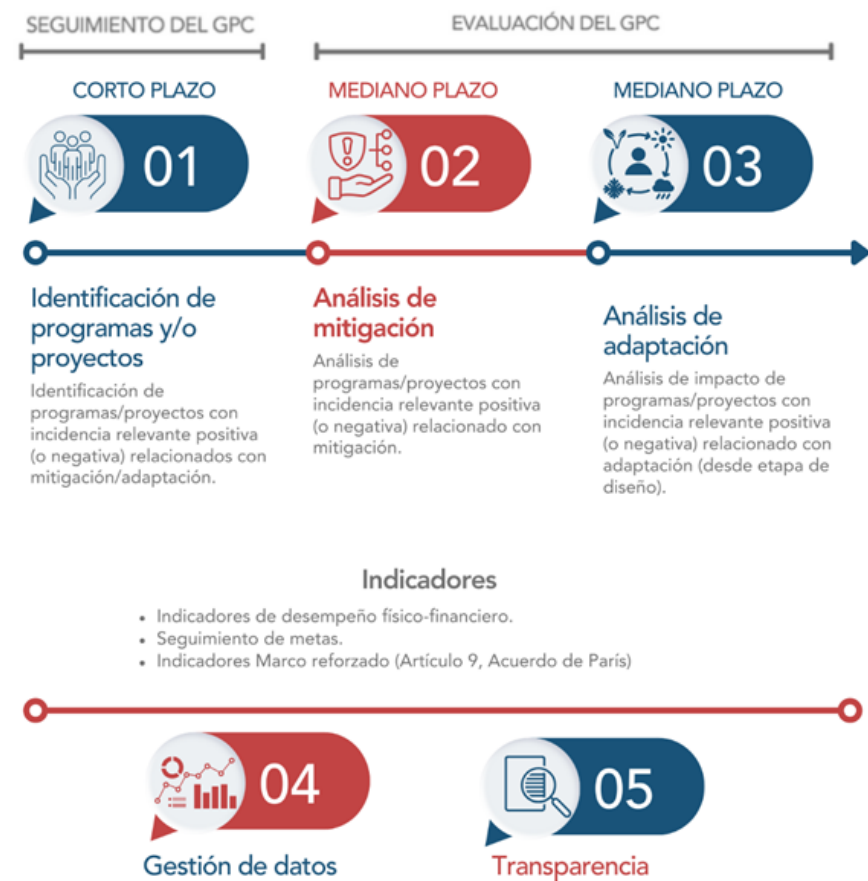 SEGUIMIENTO DEL GPC
EVALUACIÓN DEL GPC
CORTO PLAZO
MEDIANO PLAZO
MEDIANO PLAZO
01
02
03
Identificación de
programas y/o
proyectos
Identificación de
programas/proyectos con
incidencia relevante positiva
(o negativa) relacionados con
mitigación/adaptación.
Análisis de
mitigación
Análisis de
programas/proyectos con
incidencia relevante positiva
(o negativa) relacionado con
mitigación.
Análisis de
adaptación
Análisis de impacto de
programas/proyectos con
incidencia relevante positiva
(o negativa) relacionado con
adaptación (desde etapa de
diseño).
Indicadores
• Indicadores de desempeño físico-financiero.
• Seguimiento de metas.
• Indicadores Marco reforzado (Artículo 9, Acuerdo de París)
04
05
Gestión de datos
Transparencia